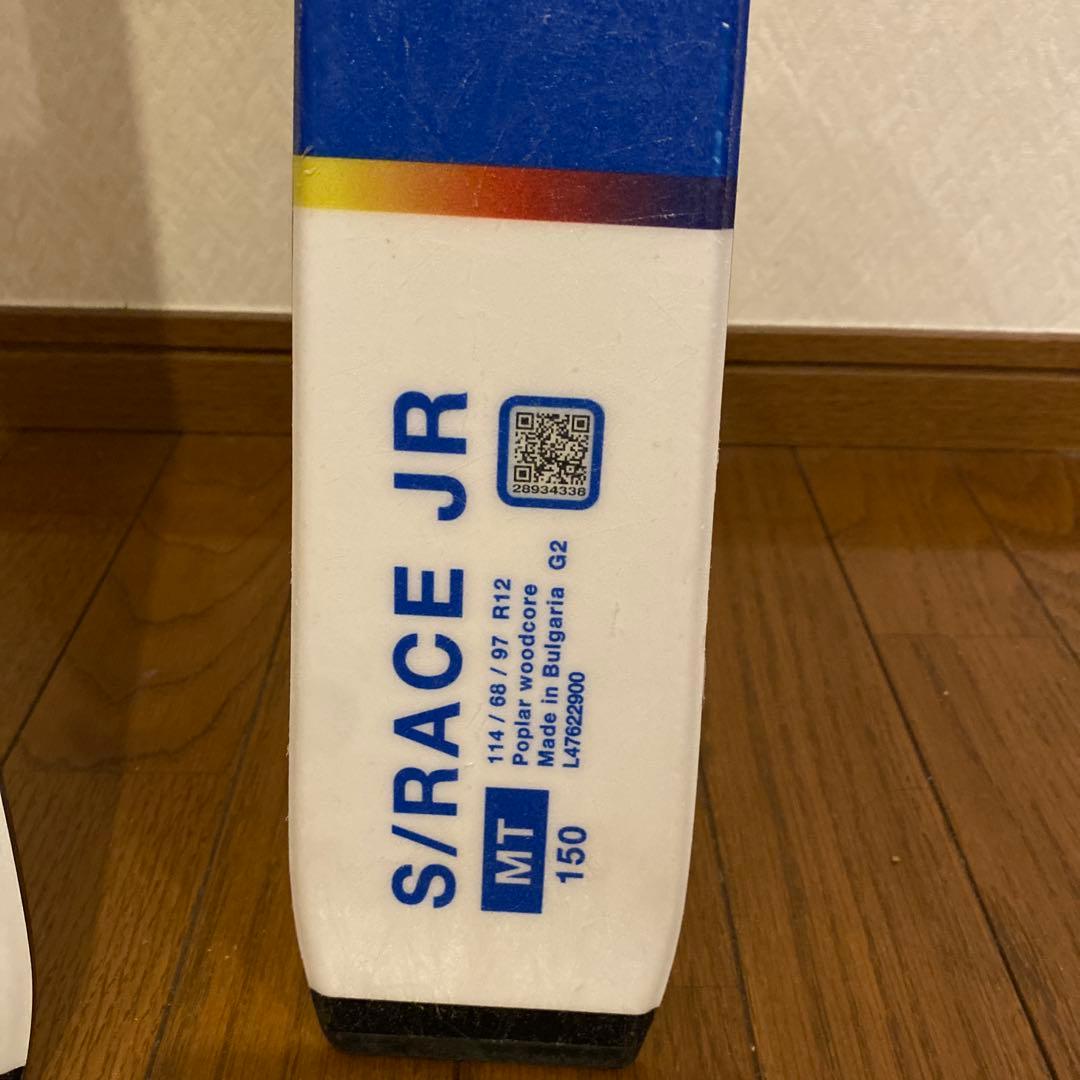 S/RACE JR
28934338
114 / 68 / 97 R12
Poplar woodcore
Made in Bulgaria G2
L47622900
MT
150